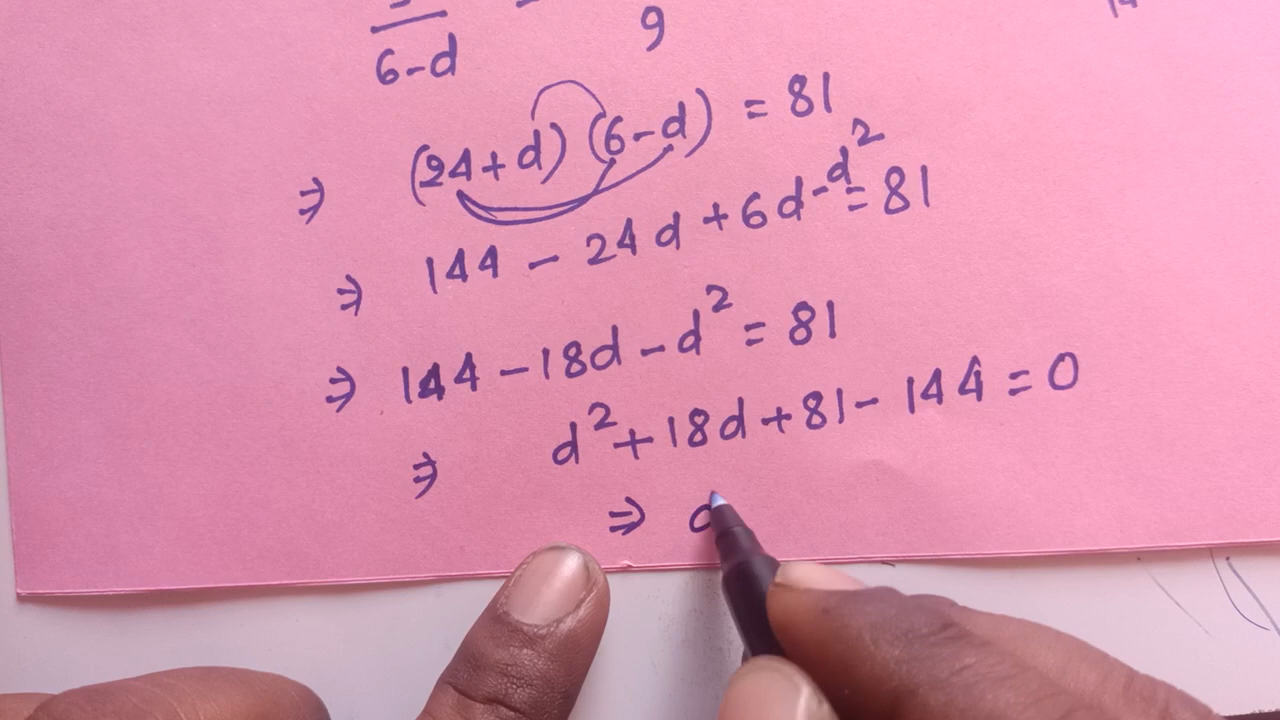 6-d
9
⇒ (24+d) (6-d) = 81
⇒ 144 - 24d + 6d - d² = 81
⇒ 144 - 18d - d² = 81
⇒ d² + 18d + 81 - 144 = 0
⇒